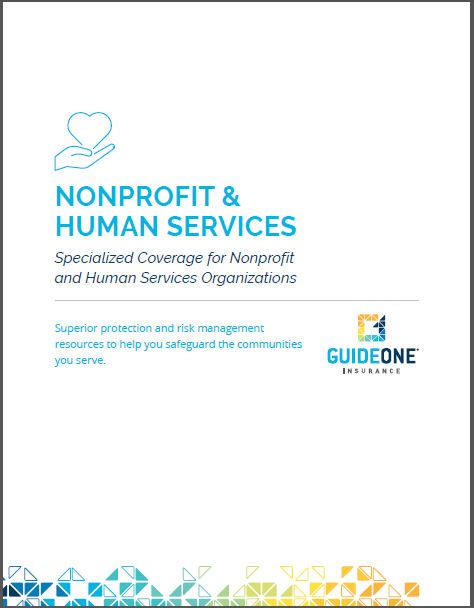 NONPROFIT &
HUMAN SERVICES
Specialized Coverage for Nonprofit
and Human Services Organizations
Superior protection and risk management
resources to help you safeguard the communities
you serve.
GUIDEONE
INSURANCE